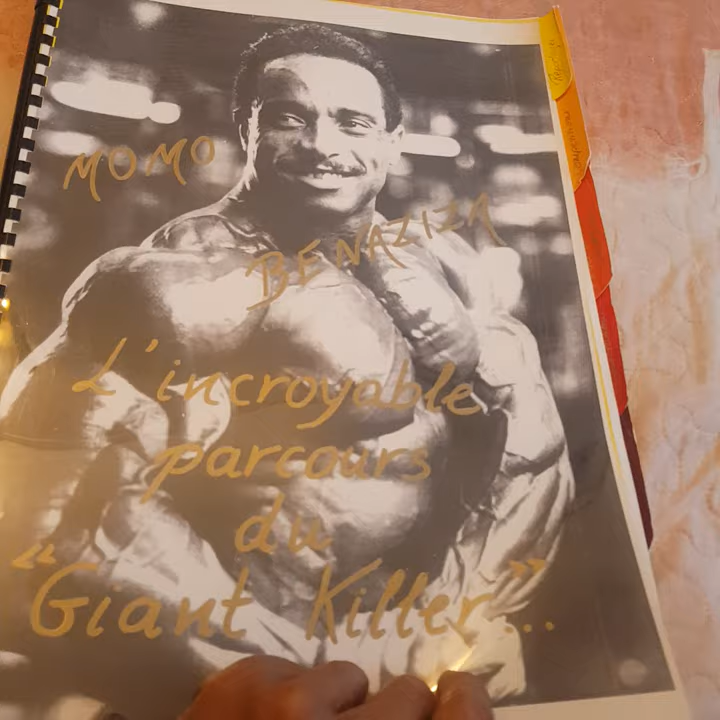 MOMO
BENAZIZA
L'incroyable
parcours
du
"Giant Killer"...